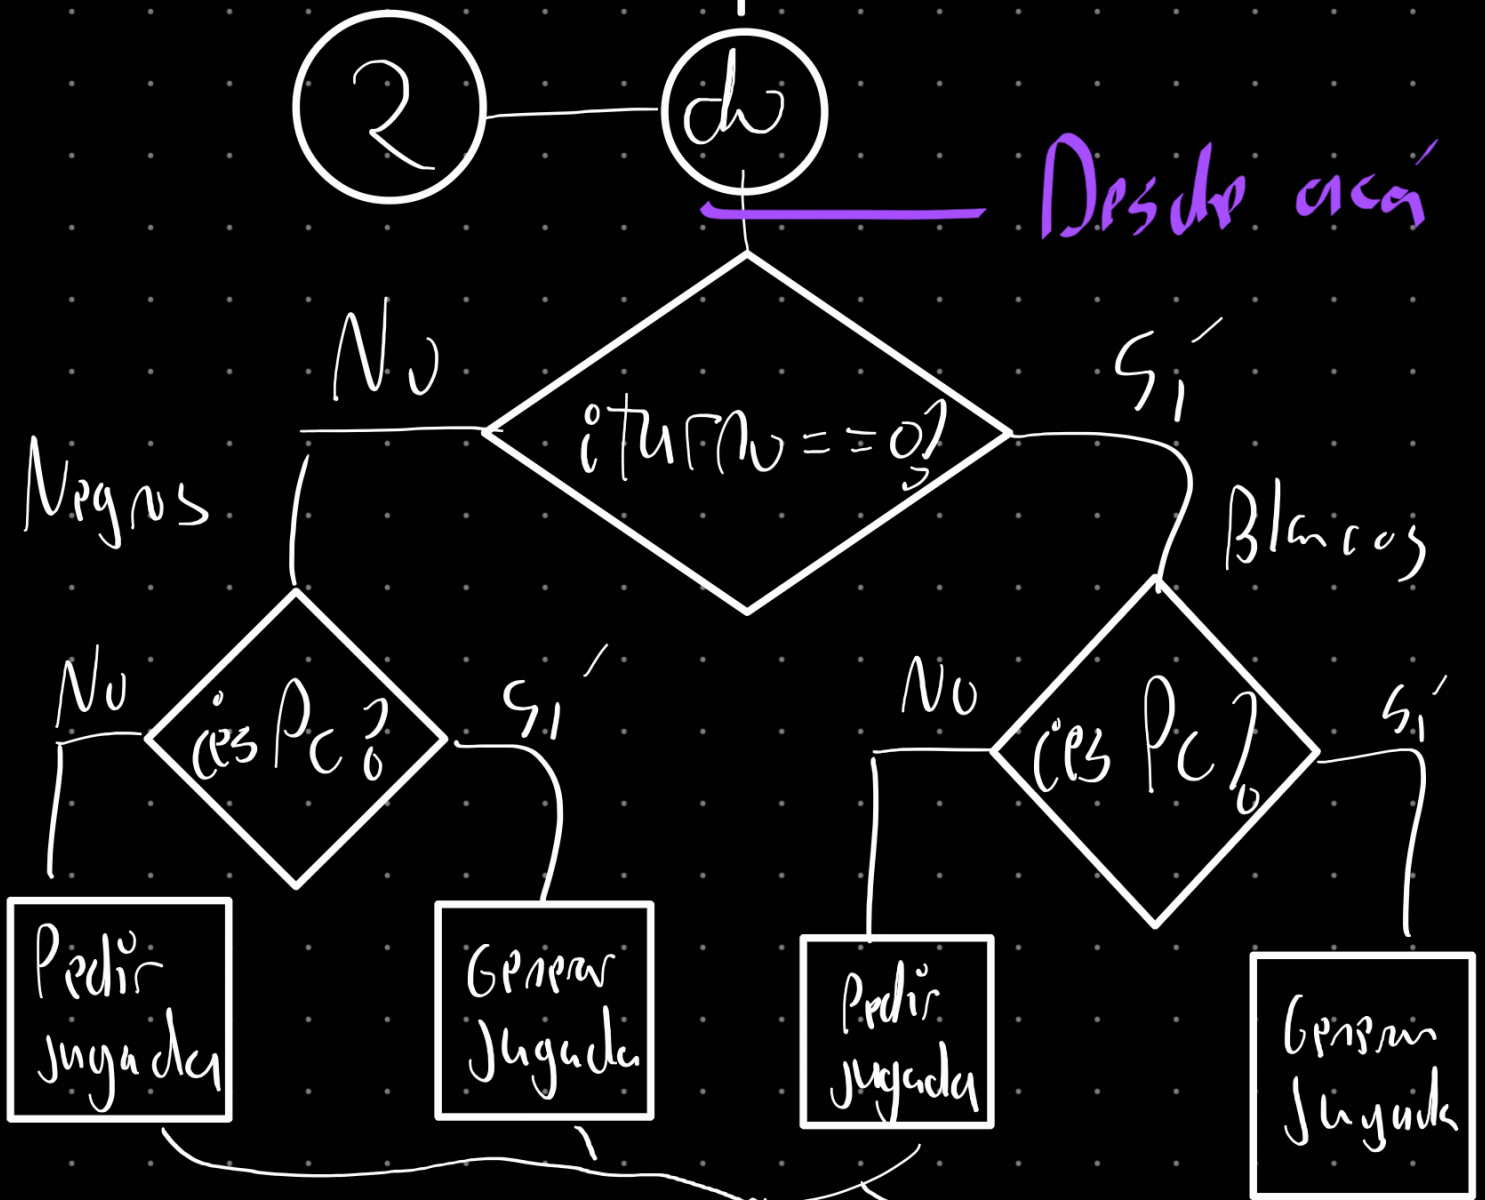 2
do
Desde acá
No
Sí
¿turno==0?
Negros
Blancos
No
¿es Pc?
Sí
No
¿es Pc?
Sí
Pedir
jugada
Generar
Jugada
Pedir
jugada
Generar
Jugada